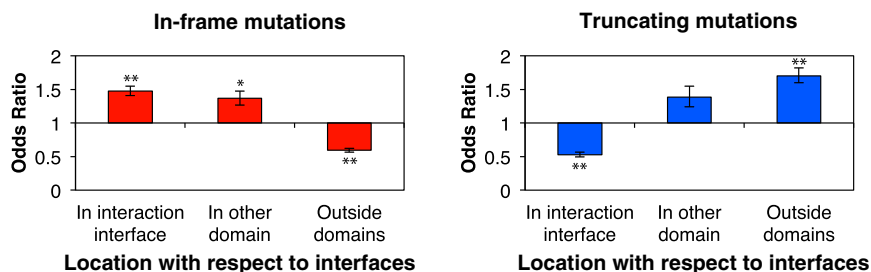 In-frame mutations
Odds Ratio
2
1.5
1
0.5
0
**
*
**
In interaction interface
In other domain
Outside domains
Location with respect to interfaces
Truncating mutations
Odds Ratio
2
1.5
1
0.5
0
**
**
In interaction interface
In other domain
Outside domains
Location with respect to interfaces